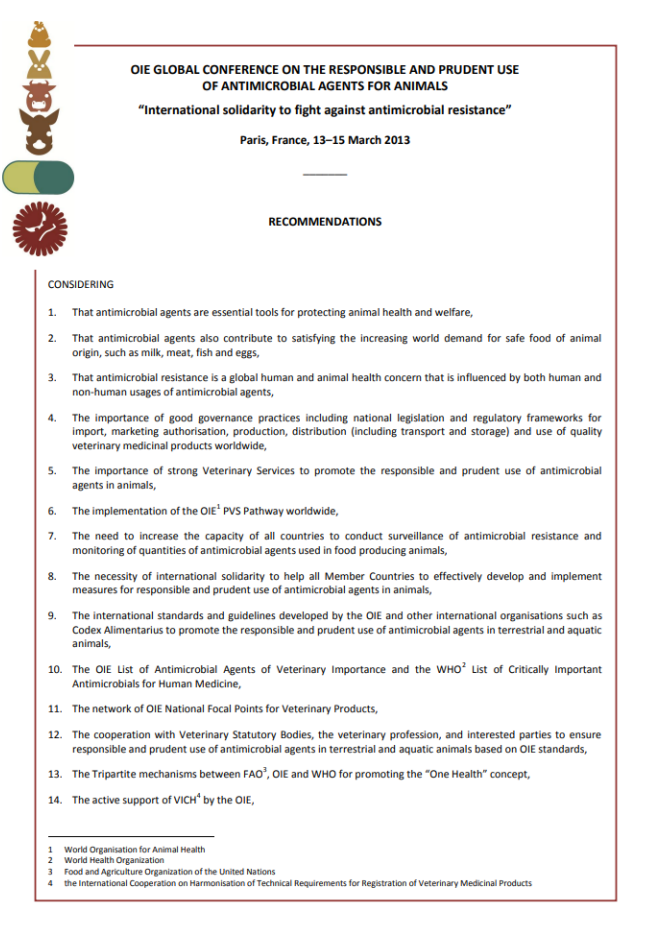 OIE GLOBAL CONFERENCE ON THE RESPONSIBLE AND PRUDENT USE
OF ANTIMICROBIAL AGENTS FOR ANIMALS
“International solidarity to fight against antimicrobial resistance”
Paris, France, 13–15 March 2013
RECOMMENDATIONS
CONSIDERING
1. That antimicrobial agents are essential tools for protecting animal health and welfare,
2. That antimicrobial agents also contribute to satisfying the increasing world demand for safe food of animal
origin, such as milk, meat, fish and eggs,
3. That antimicrobial resistance is a global human and animal health concern that is influenced by both human and
non-human usages of antimicrobial agents,
4. The importance of good governance practices including national legislation and regulatory frameworks for
import, marketing authorisation, production, distribution (including transport and storage) and use of quality
veterinary medicinal products worldwide,
5. The importance of strong Veterinary Services to promote the responsible and prudent use of antimicrobial
agents in animals,
6. The implementation of the OIE1 PVS Pathway worldwide,
7. The need to increase the capacity of all countries to conduct surveillance of antimicrobial resistance and
monitoring of quantities of antimicrobial agents used in food producing animals,
8. The necessity of international solidarity to help all Member Countries to effectively develop and implement
measures for responsible and prudent use of antimicrobial agents in animals,
9. The international standards and guidelines developed by the OIE and other international organisations such as
Codex Alimentarius to promote the responsible and prudent use of antimicrobial agents in terrestrial and aquatic
animals,
10. The OIE List of Antimicrobial Agents of Veterinary Importance and the WHO2 List of Critically Important
Antimicrobials for Human Medicine,
11. The network of OIE National Focal Points for Veterinary Products,
12. The cooperation with Veterinary Statutory Bodies, the veterinary profession, and interested parties to ensure
responsible and prudent use of antimicrobial agents in terrestrial and aquatic animals based on OIE standards,
13. The Tripartite mechanisms between FAO3, OIE and WHO for promoting the “One Health” concept,
14. The active support of VICH4 by the OIE,
1 World Organisation for Animal Health
2 World Health Organization
3 Food and Agriculture Organization of the United Nations
4 the International Cooperation on Harmonisation of Technical Requirements for Registration of Veterinary Medicinal Products